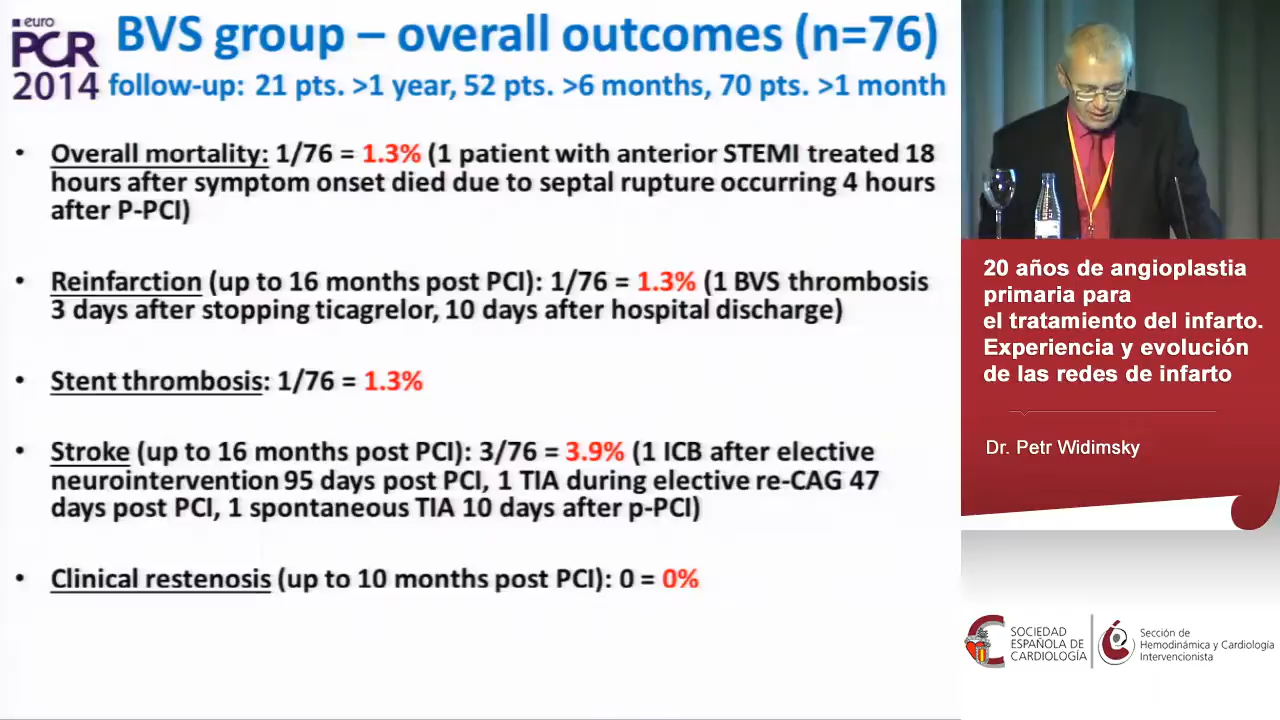 euro
PCR
2014
BVS group – overall outcomes (n=76)
follow-up: 21 pts. >1 year, 52 pts. >6 months, 70 pts. >1 month
• Overall mortality: 1/76 = 1.3% (1 patient with anterior STEMI treated 18
hours after symptom onset died due to septal rupture occurring 4 hours
after P-PCI)
• Reinfarction (up to 16 months post PCI): 1/76 = 1.3% (1 BVS thrombosis
3 days after stopping ticagrelor, 10 days after hospital discharge)
• Stent thrombosis: 1/76 = 1.3%
• Stroke (up to 16 months post PCI): 3/76 = 3.9% (1 ICB after elective
neurointervention 95 days post PCI, 1 TIA during elective re-CAG 47
days post PCI, 1 spontaneous TIA 10 days after p-PCI)
• Clinical restenosis (up to 10 months post PCI): 0 = 0%
20 años de angioplastia
primaria para
el tratamiento del infarto.
Experiencia y evolución
de las redes de infarto
Dr. Petr Widimsky
SOCIEDAD
ESPAÑOLA DE
CARDIOLOGÍA
Sección de
Hemodinámica y Cardiología
Intervencionista